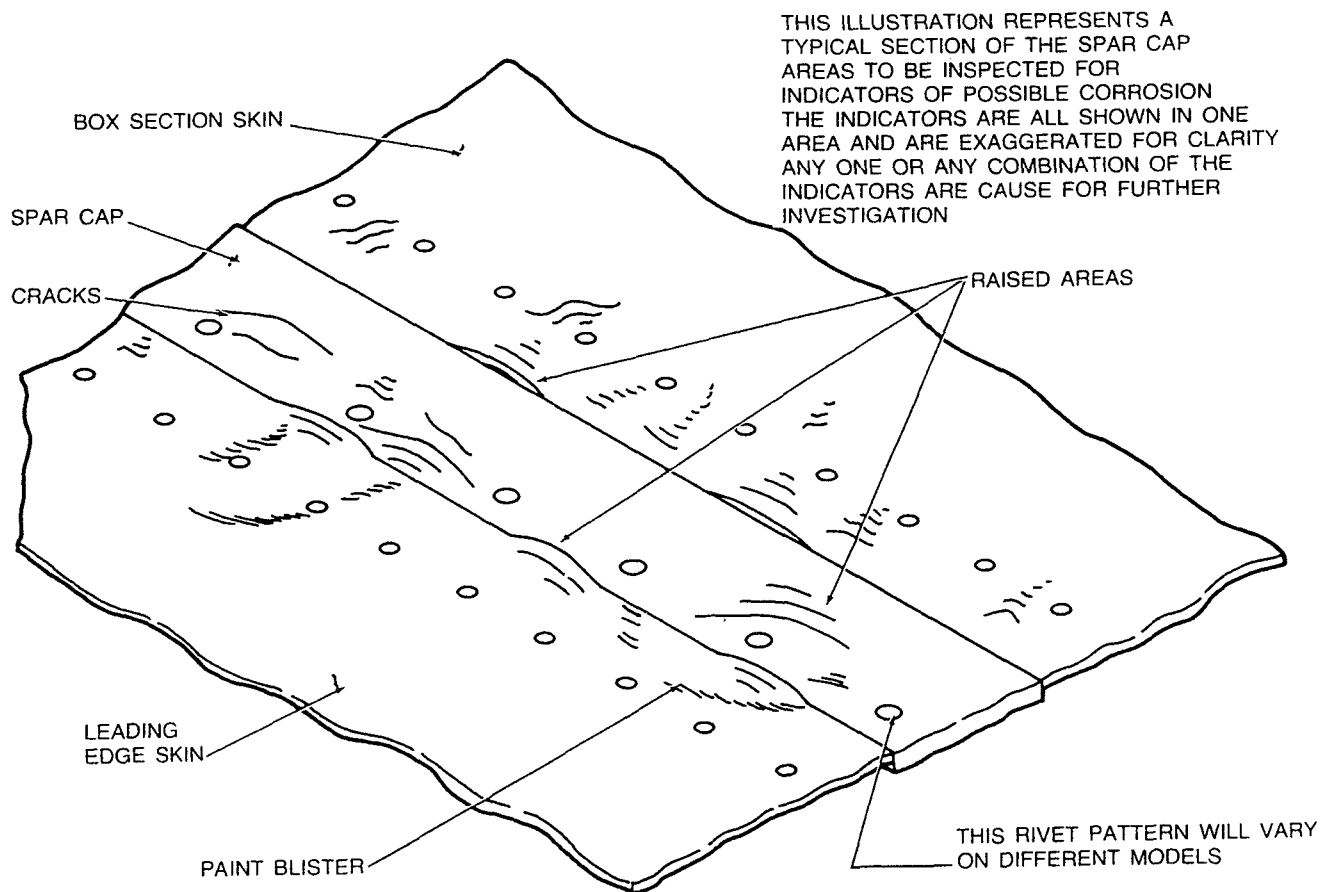 THIS ILLUSTRATION REPRESENTS A
TYPICAL SECTION OF THE SPAR CAP
AREAS TO BE INSPECTED FOR
INDICATORS OF POSSIBLE CORROSION
THE INDICATORS ARE ALL SHOWN IN ONE
AREA AND ARE EXAGGERATED FOR CLARITY
ANY ONE OR ANY COMBINATION OF THE
INDICATORS ARE CAUSE FOR FURTHER
INVESTIGATION
BOX SECTION SKIN
SPAR CAP
CRACKS
RAISED AREAS
LEADING
EDGE SKIN
PAINT BLISTER
THIS RIVET PATTERN WILL VARY
ON DIFFERENT MODELS